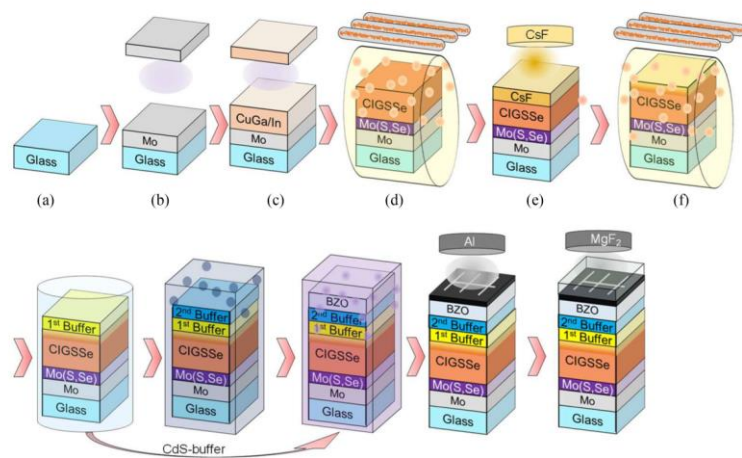 Glass
(a)
Mo
Glass
(b)
CuGa/In
Mo
Glass
(c)
CIGSSe
Mo(S,Se)
Mo
Glass
(d)
CsF
CsF
CIGSSe
Mo(S,Se)
Mo
Glass
(e)
CIGSSe
Mo(S,Se)
Mo
Glass
(f)
1st Buffer
CIGSSe
Mo(S,Se)
Mo
Glass
2nd Buffer
1st Buffer
CIGSSe
Mo(S,Se)
Mo
Glass
BZO
2nd Buffer
1st Buffer
CIGSSe
Mo(S,Se)
Mo
Glass
Al
BZO
2nd Buffer
1st Buffer
CIGSSe
Mo(S,Se)
Mo
Glass
MgF2
BZO
2nd Buffer
1st Buffer
CIGSSe
Mo(S,Se)
Mo
Glass
CdS-buffer